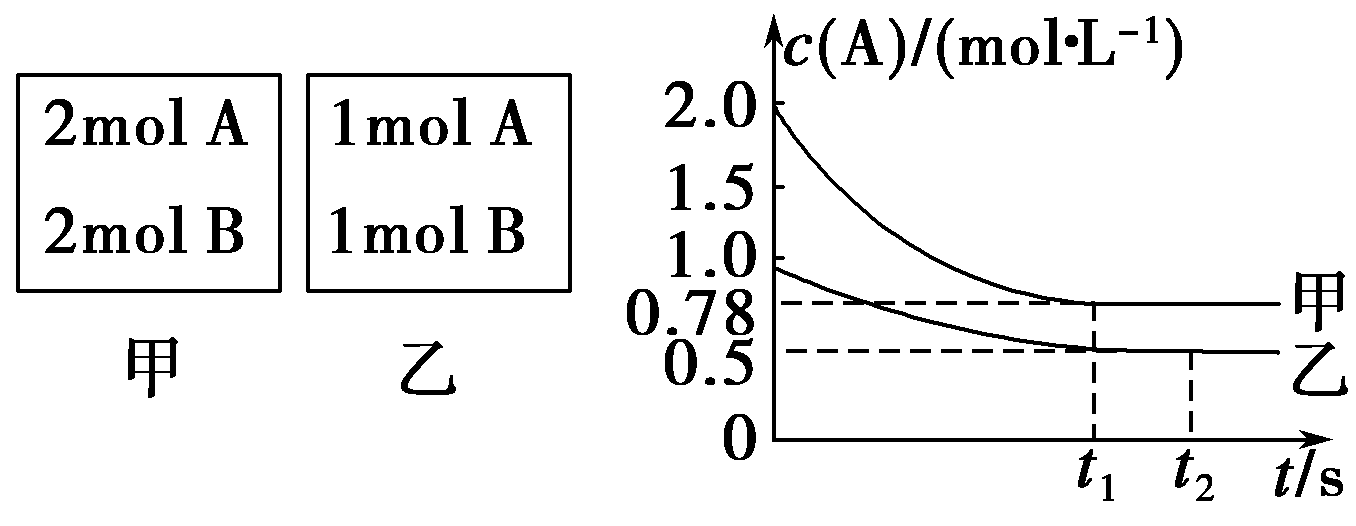 2mol A
2mol B
甲
1mol A
1mol B
乙
c(A)/(mol•L⁻¹)
2.0
1.5
1.0
0.78
0.5
0
甲
乙
t₁
t₂
t/s